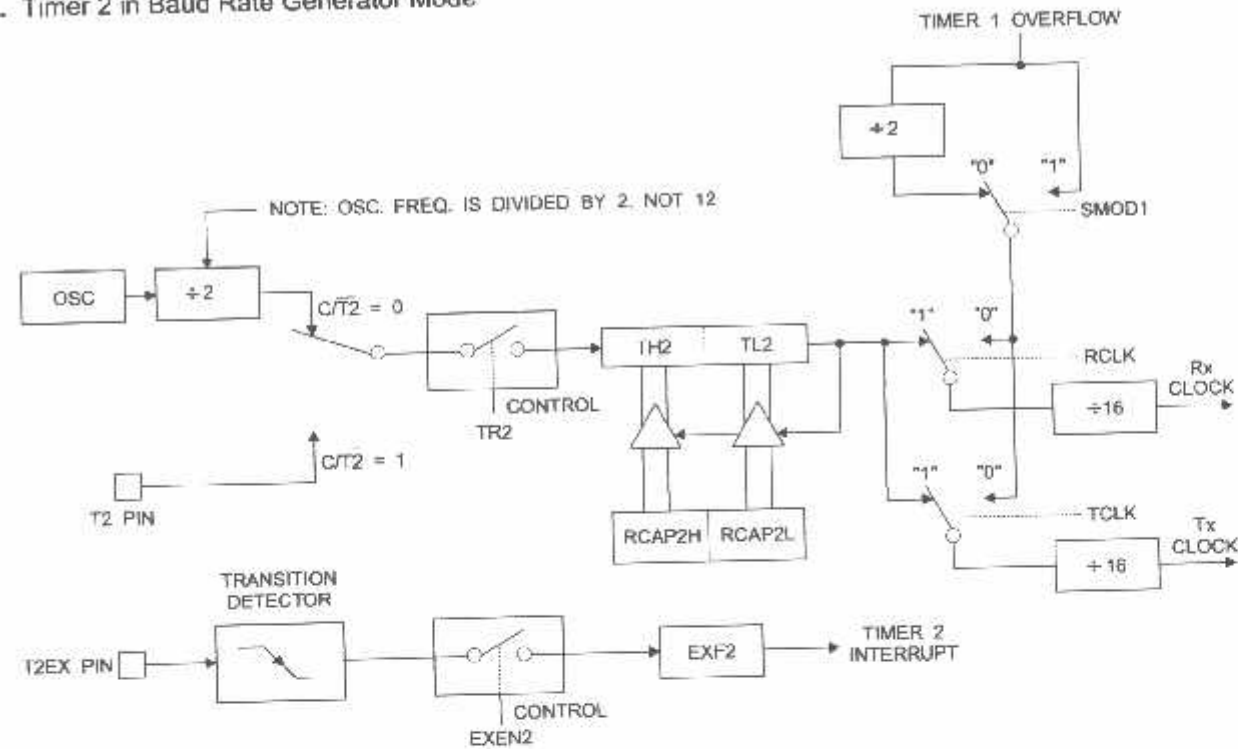 . Timer 2 in Baud Rate Generator Mode
TIMER 1 OVERFLOW
÷2
"0" "1"
NOTE: OSC. FREQ. IS DIVIDED BY 2, NOT 12
SMOD1
OSC
÷2
C/T2 = 0
"1" "0"
TH2 TL2
RCLK
Rx
CLOCK
CONTROL
÷16
TR2
C/T2 = 1
"1" "0"
T2 PIN
TCLK
RCAP2H RCAP2L
Tx
CLOCK
÷16
TRANSITION
DETECTOR
T2EX PIN
EXF2
TIMER 2
INTERRUPT
CONTROL
EXEN2